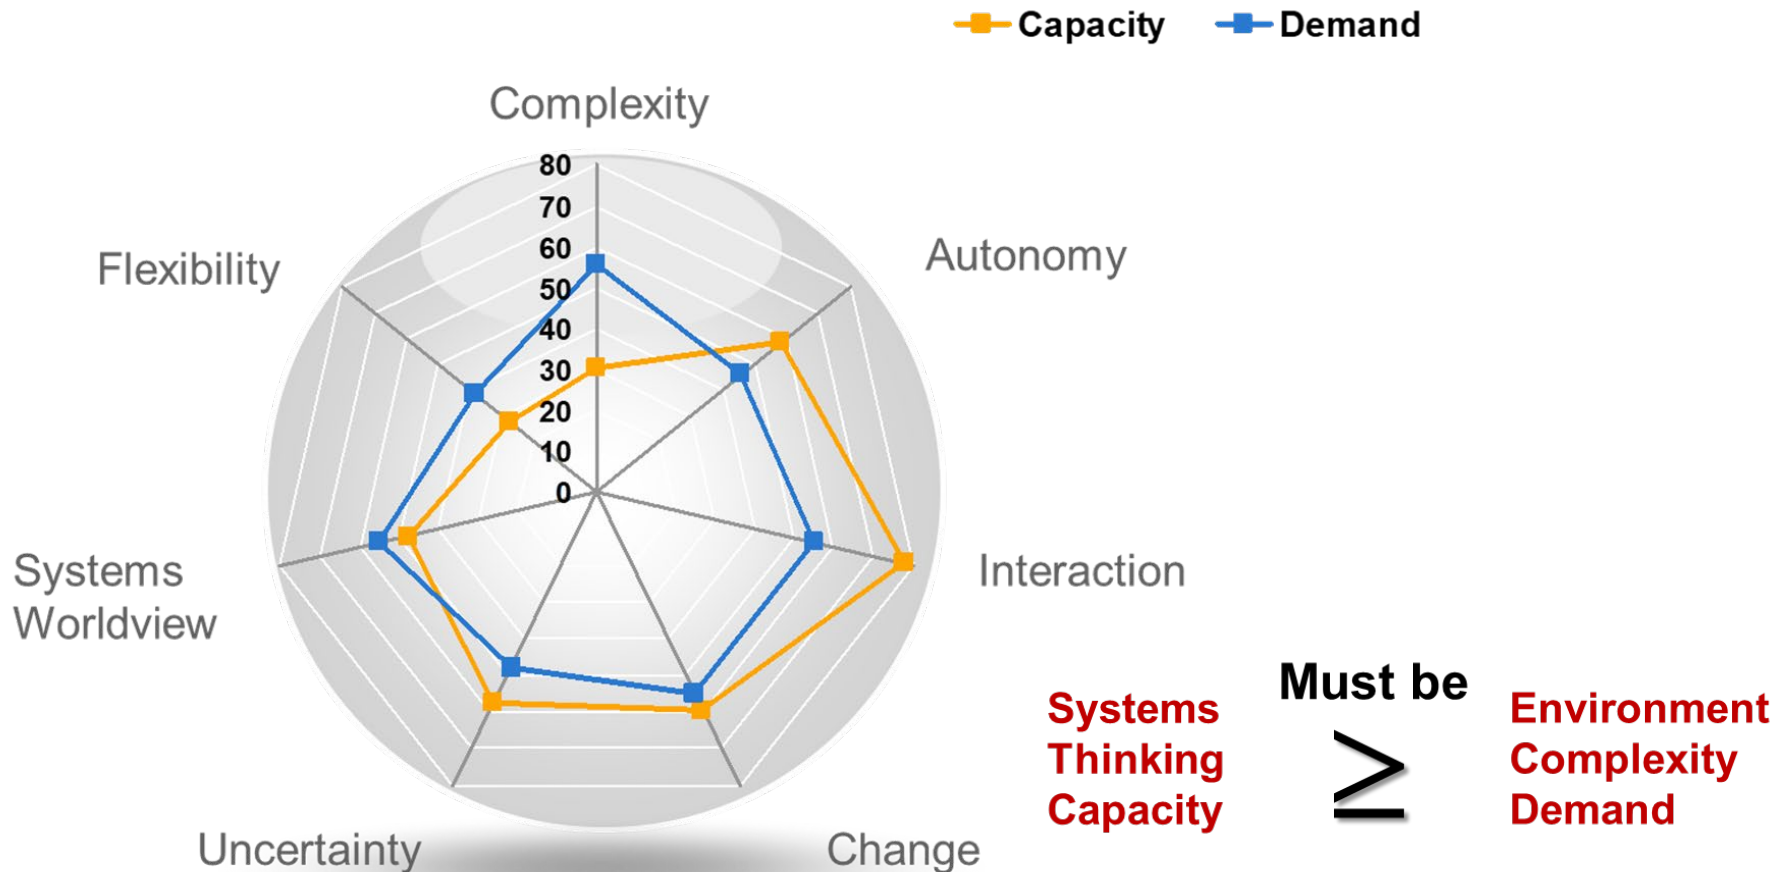 Capacity Demand
Complexity
80
70
60
50
40
30
20
10
0
Flexibility
Autonomy
Systems
Worldview
Interaction
Uncertainty
Change
Systems
Thinking
Capacity
Must be
≥
Environment
Complexity
Demand